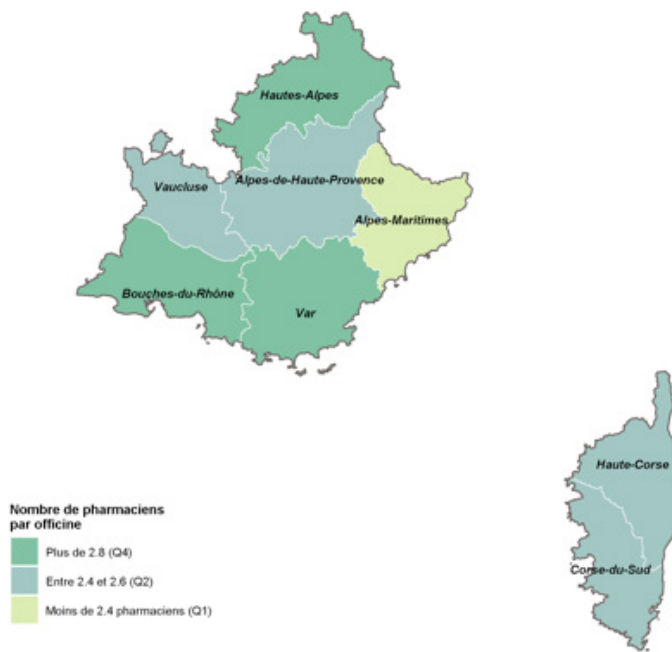 Hautes-Alpes
Vaucluse
Alpes-de-Haute-Provence
Alpes-Maritimes
Bouches-du-Rhône
Var
Haute-Corse
Corse-du-Sud
Nombre de pharmaciens
par officine
Plus de 2.8 (Q4)
Entre 2.4 et 2.6 (Q2)
Moins de 2.4 pharmaciens (Q1)